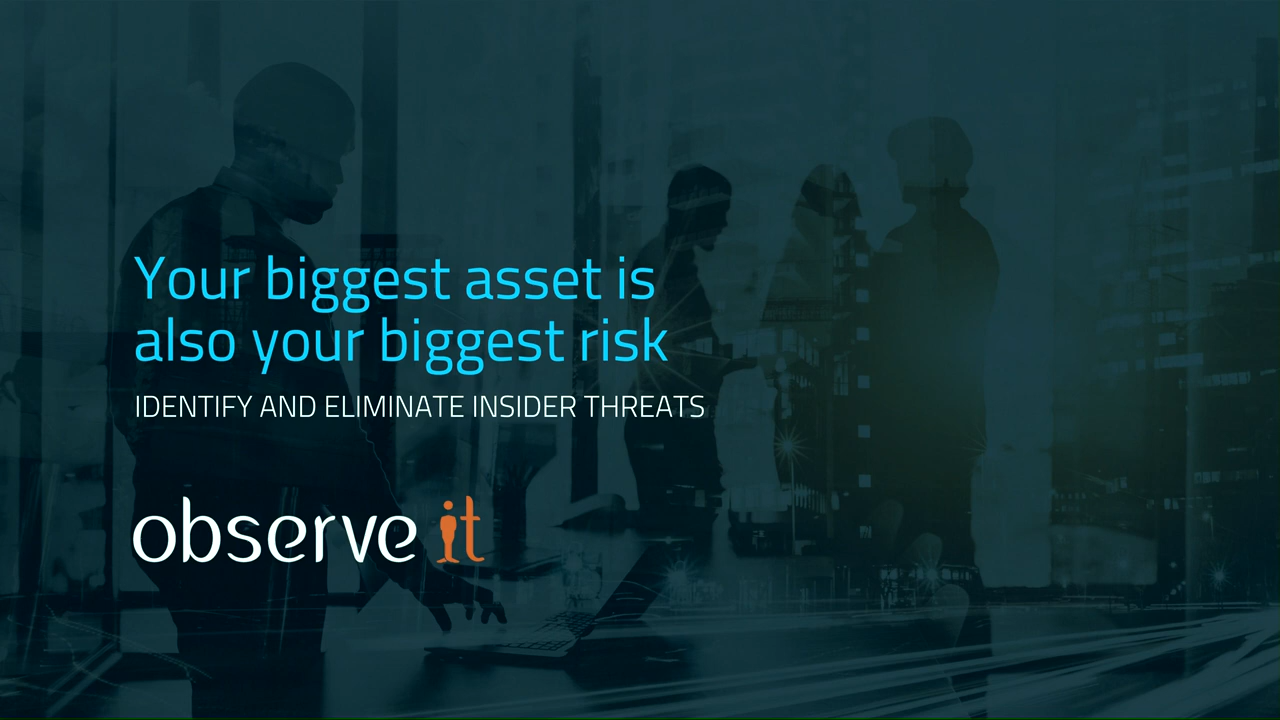 Your biggest asset is
also your biggest risk
IDENTIFY AND ELIMINATE INSIDER THREATS
observe it